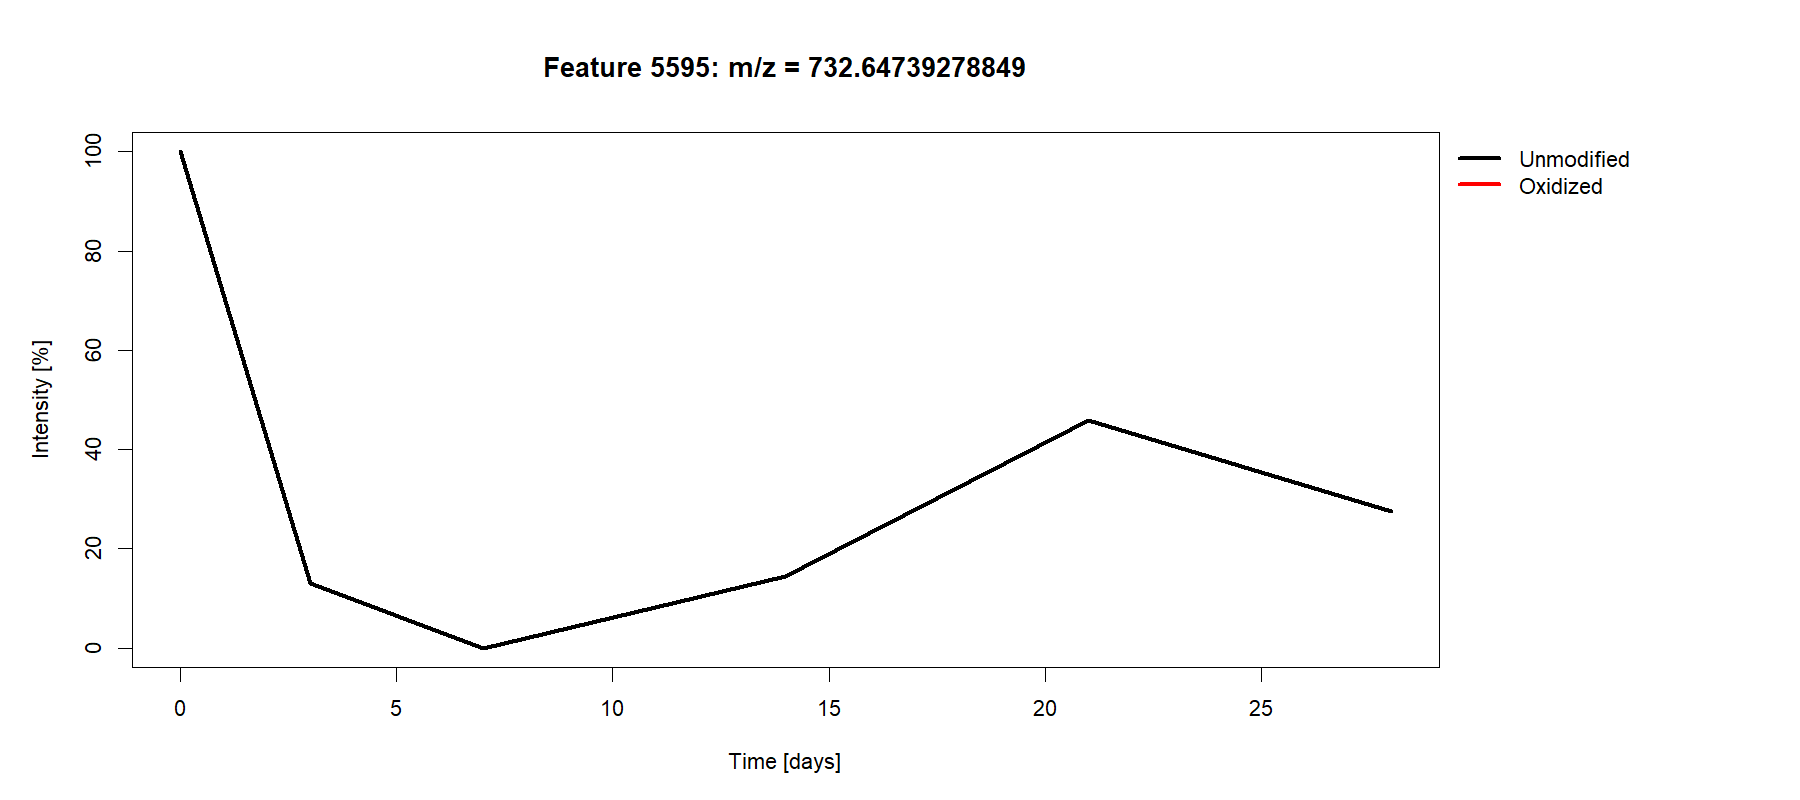 Feature 5595: m/z = 732.64739278849
100
80
60
40
20
0
Intensity [%]
0 5 10 15 20 25
Time [days]
Unmodified
Oxidized